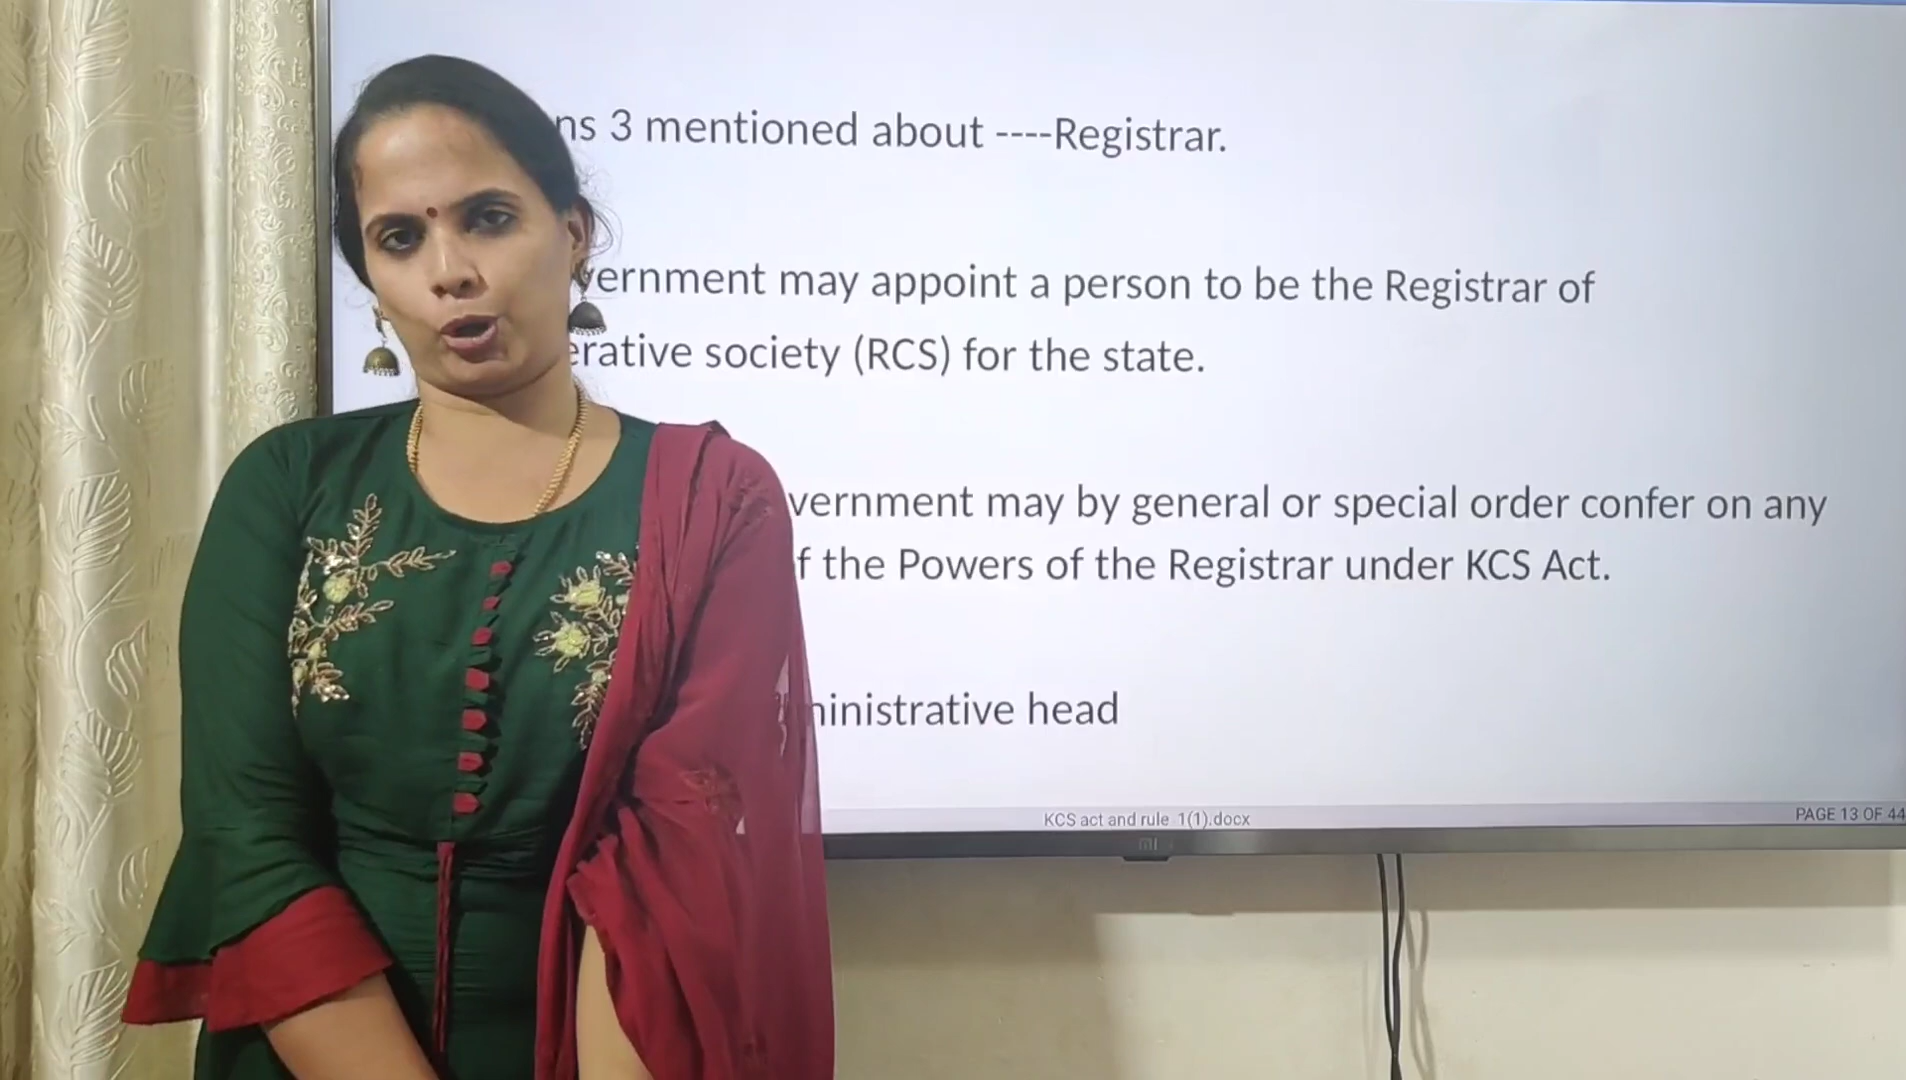 ns 3 mentioned about ----Registrar.
vernment may appoint a person to be the Registrar of
erative society (RCS) for the state.
vernment may by general or special order confer on any
f the Powers of the Registrar under KCS Act.
ministrative head
KCS act and rule 1(1).docx
PAGE 13 OF 44
mi